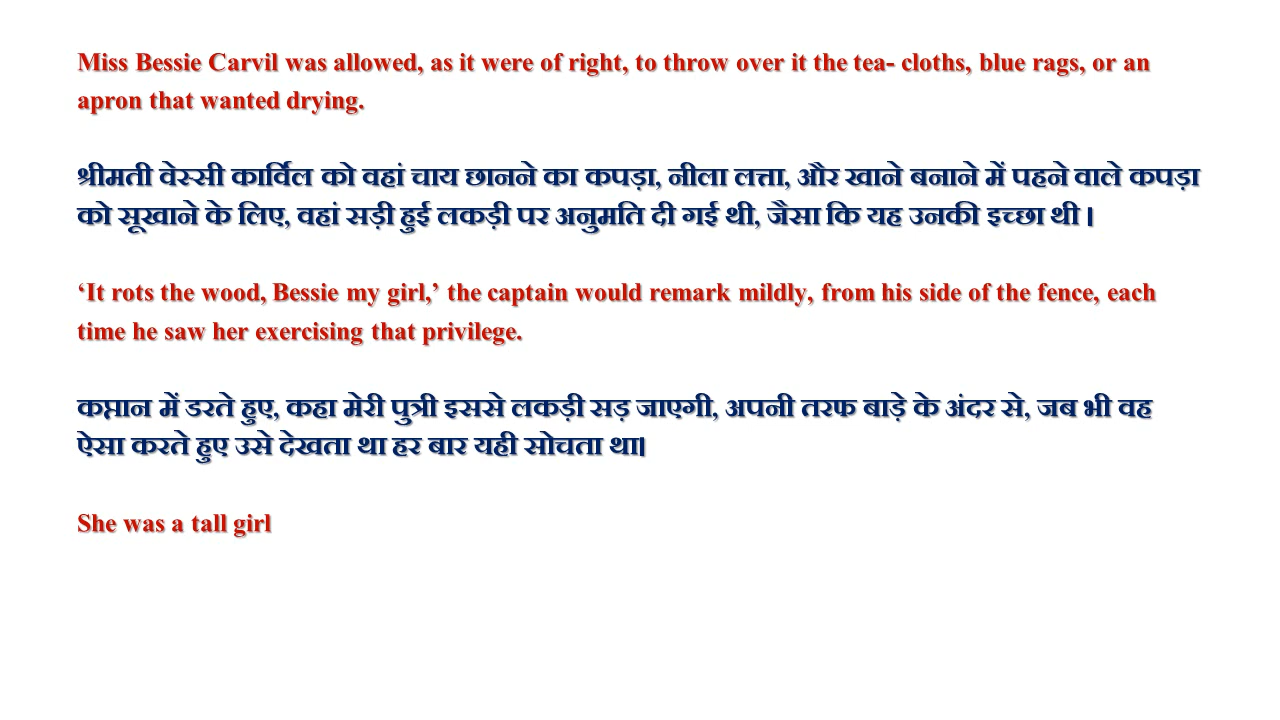 Miss Bessie Carvil was allowed, as it were of right, to throw over it the tea- cloths, blue rags, or an
apron that wanted drying.
श्रीमती वेस्सी कार्विल को वहां चाय छानने का कपड़ा, नीला लत्ता, और खाने बनाने में पहने वाले कपड़ा
को सूखाने के लिए, वहां सड़ी हुई लकड़ी पर अनुमति दी गई थी, जैसा कि यह उनकी इच्छा थी ।
‘It rots the wood, Bessie my girl,’ the captain would remark mildly, from his side of the fence, each
time he saw her exercising that privilege.
कप्तान में डरते हुए, कहा मेरी पुत्री इससे लकड़ी सड़ जाएगी, अपनी तरफ बाड़े के अंदर से, जब भी वह
ऐसा करते हुए उसे देखता था हर बार यही सोचता था।
She was a tall girl